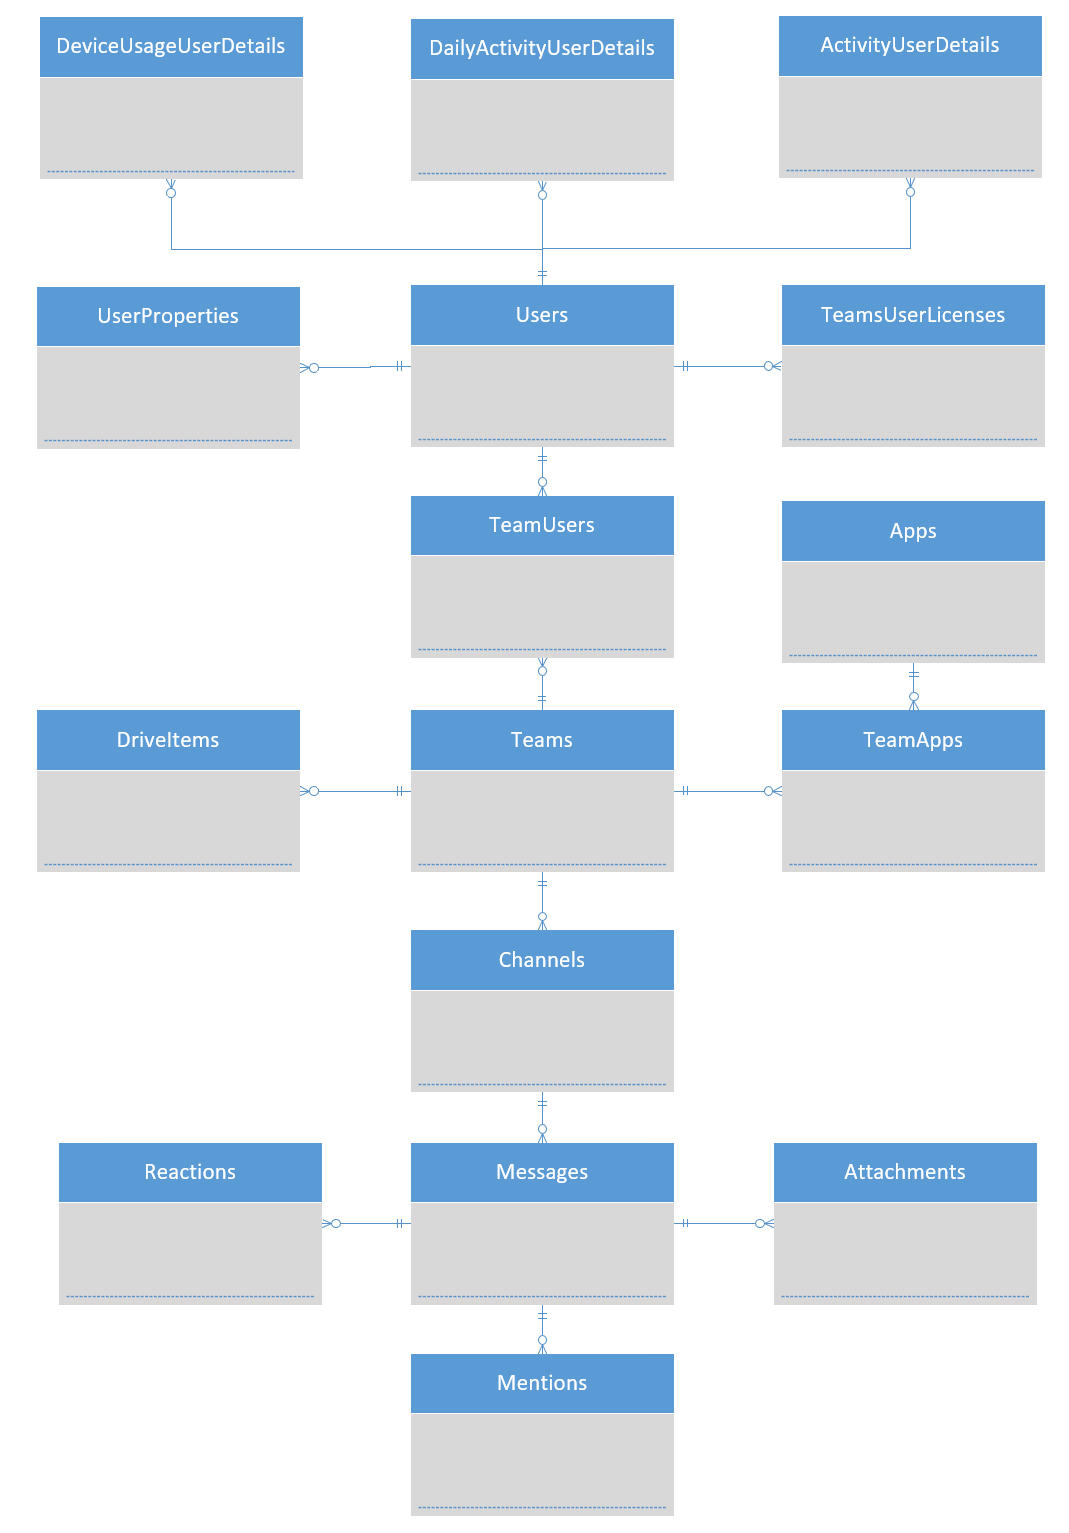 DeviceUsageUserDetails
DailyActivityUserDetails
ActivityUserDetails
UserProperties
Users
TeamsUserLicenses
TeamUsers
Apps
DriveItems
Teams
TeamApps
Channels
Reactions
Messages
Attachments
Mentions